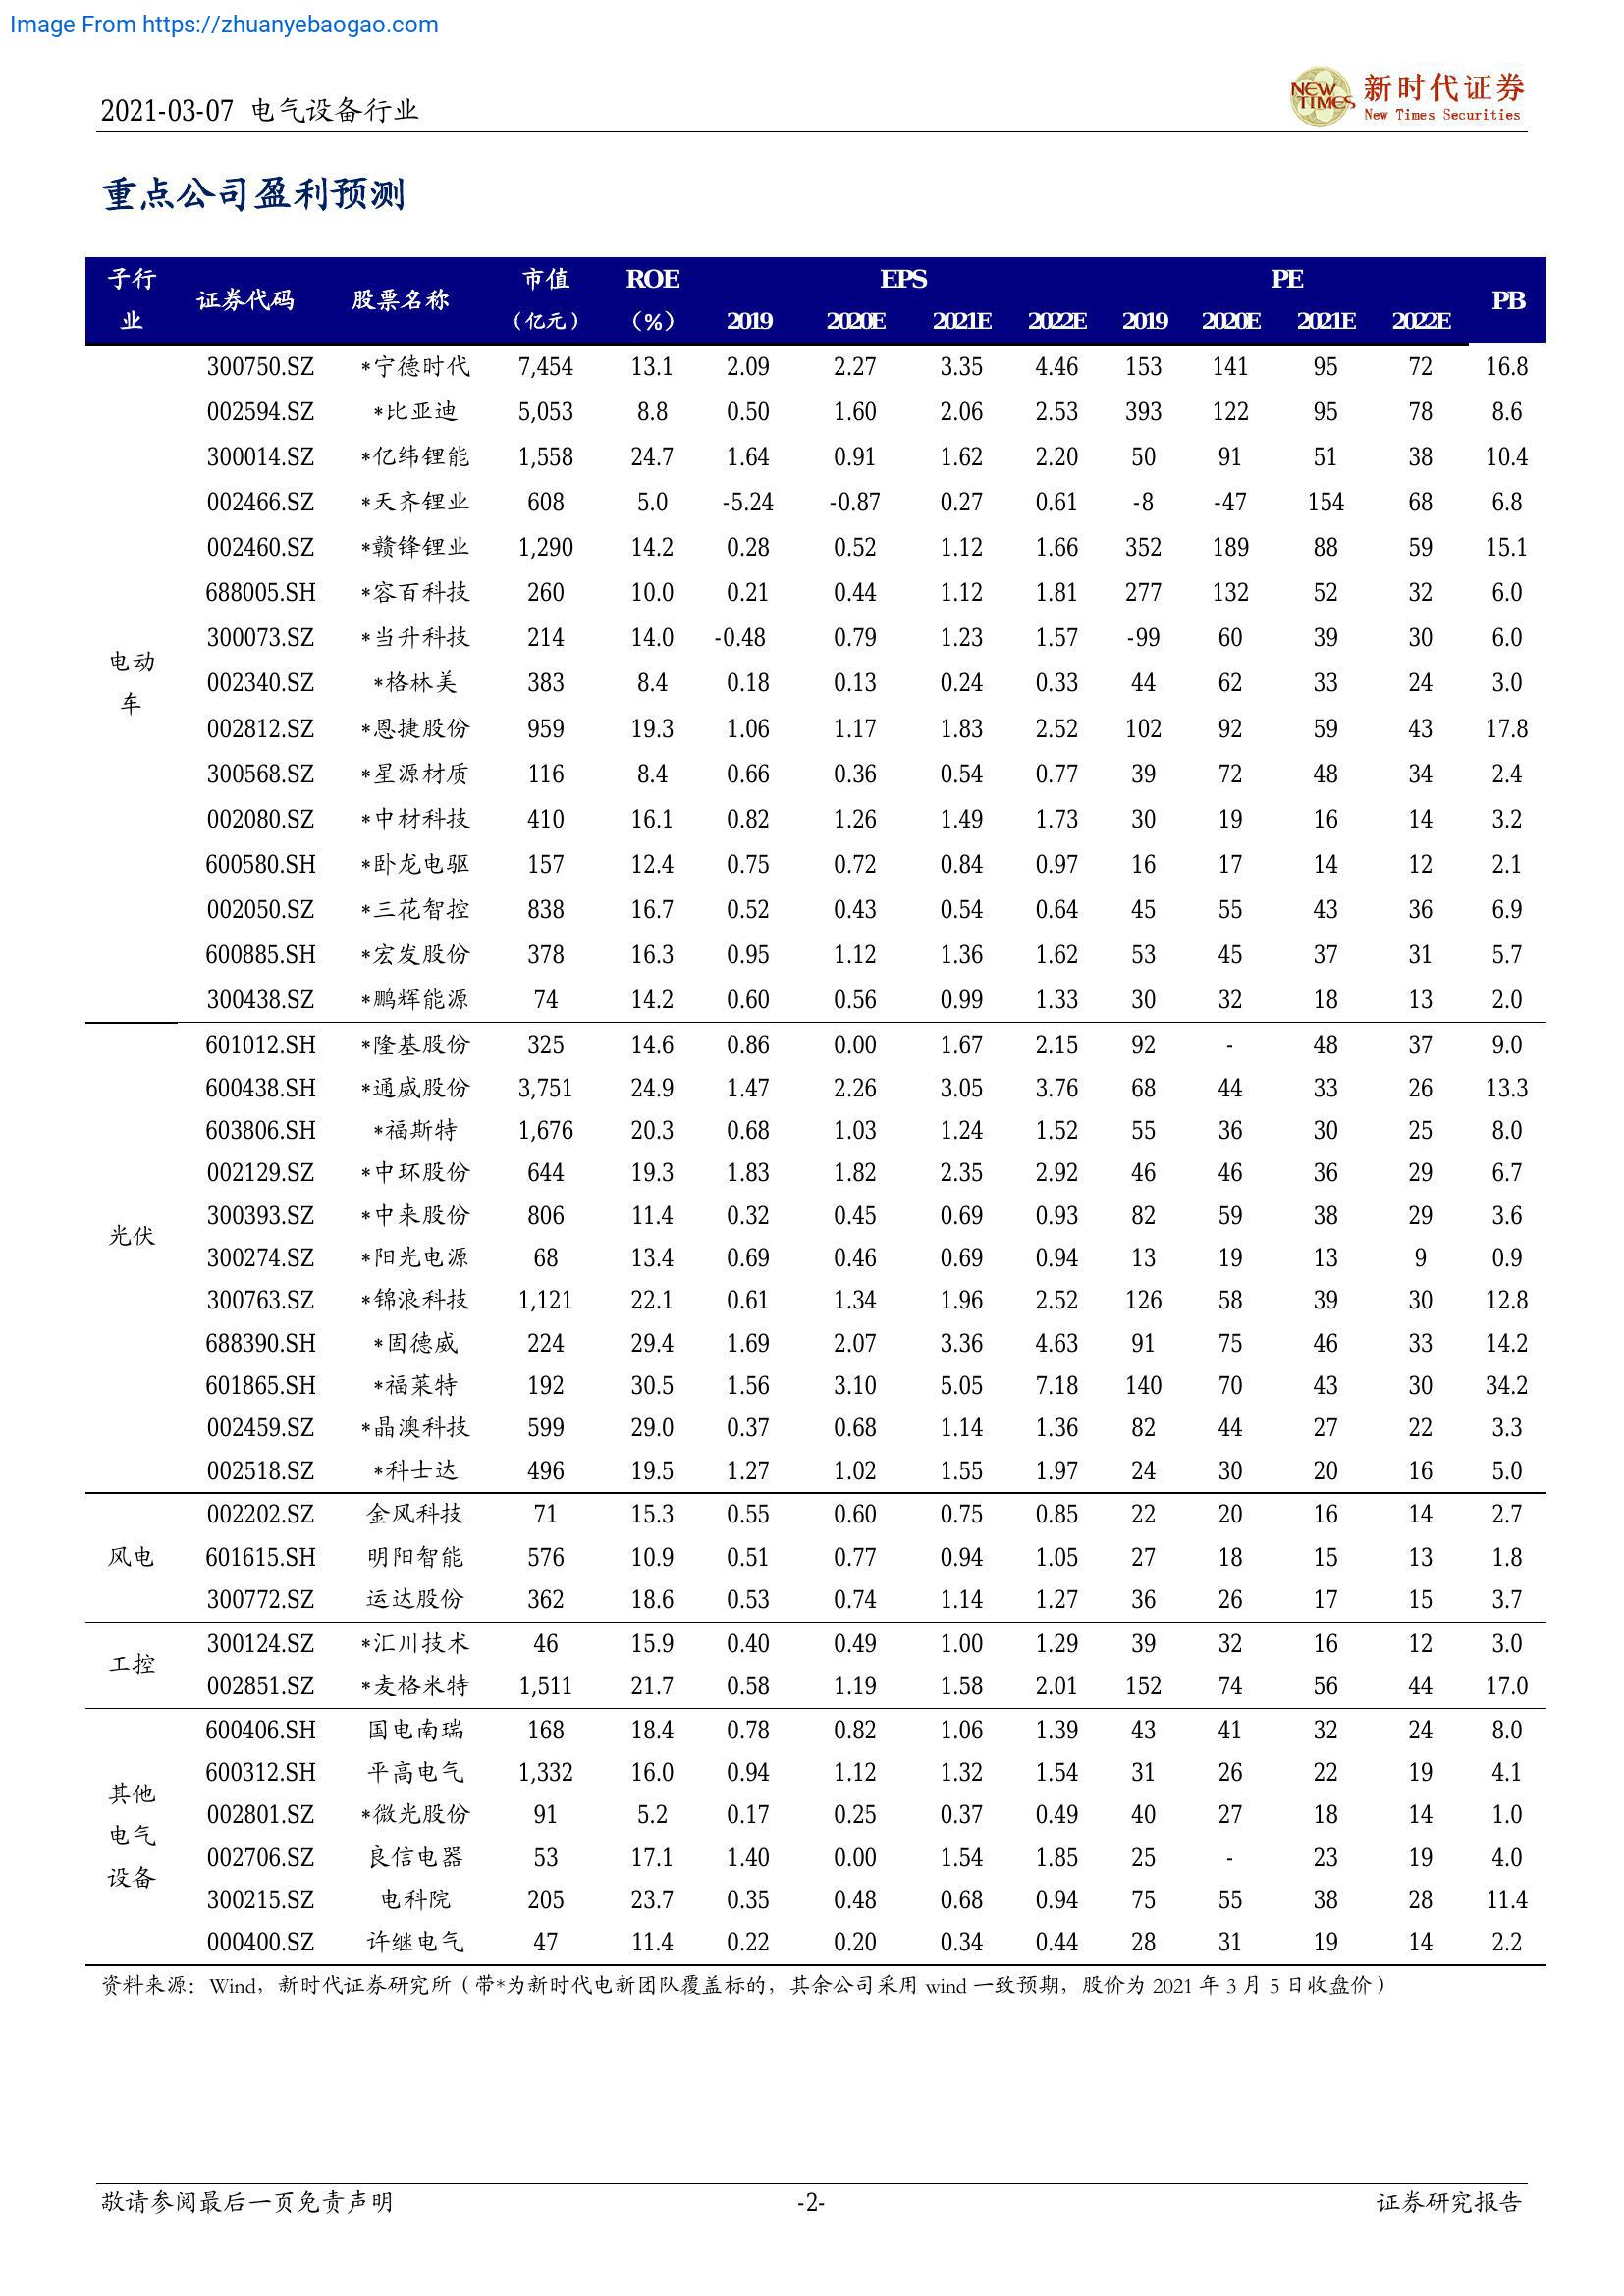 Image From https://zhuanyebaogao.com
2021-03-07 电气设备行业
NEW TIMES 新时代证券
New Times Securities
重点公司盈利预测
子行业 证券代码 股票名称 市值（亿元） ROE（%） EPS PE PB
2019 2020E 2021E 2022E 2019 2020E 2021E 2022E
电动车
300750.SZ *宁德时代 7,454 13.1 2.09 2.27 3.35 4.46 153 141 95 72 16.8
002594.SZ *比亚迪 5,053 8.8 0.50 1.60 2.06 2.53 393 122 95 78 8.6
300014.SZ *亿纬锂能 1,558 24.7 1.64 0.91 1.62 2.20 50 91 51 38 10.4
002466.SZ *天齐锂业 608 5.0 -5.24 -0.87 0.27 0.61 -8 -47 154 68 6.8
002460.SZ *赣锋锂业 1,290 14.2 0.28 0.52 1.12 1.66 352 189 88 59 15.1
688005.SH *容百科技 260 10.0 0.21 0.44 1.12 1.81 277 132 52 32 6.0
300073.SZ *当升科技 214 14.0 -0.48 0.79 1.23 1.57 -99 60 39 30 6.0
002340.SZ *格林美 383 8.4 0.18 0.13 0.24 0.33 44 62 33 24 3.0
002812.SZ *恩捷股份 959 19.3 1.06 1.17 1.83 2.52 102 92 59 43 17.8
300568.SZ *星源材质 116 8.4 0.66 0.36 0.54 0.77 39 72 48 34 2.4
002080.SZ *中材科技 410 16.1 0.82 1.26 1.49 1.73 30 19 16 14 3.2
600580.SH *卧龙电驱 157 12.4 0.75 0.72 0.84 0.97 16 17 14 12 2.1
002050.SZ *三花智控 838 16.7 0.52 0.43 0.54 0.64 45 55 43 36 6.9
600885.SH *宏发股份 378 16.3 0.95 1.12 1.36 1.62 53 45 37 31 5.7
300438.SZ *鹏辉能源 74 14.2 0.60 0.56 0.99 1.33 30 32 18 13 2.0
光伏
601012.SH *隆基股份 325 14.6 0.86 0.00 1.67 2.15 92 - 48 37 9.0
600438.SH *通威股份 3,751 24.9 1.47 2.26 3.05 3.76 68 44 33 26 13.3
603806.SH *福斯特 1,676 20.3 0.68 1.03 1.24 1.52 55 36 30 25 8.0
002129.SZ *中环股份 644 19.3 1.83 1.82 2.35 2.92 46 46 36 29 6.7
300393.SZ *中来股份 806 11.4 0.32 0.45 0.69 0.93 82 59 38 29 3.6
300274.SZ *阳光电源 68 13.4 0.69 0.46 0.69 0.94 13 19 13 9 0.9
300763.SZ *锦浪科技 1,121 22.1 0.61 1.34 1.96 2.52 126 58 39 30 12.8
688390.SH *固德威 224 29.4 1.69 2.07 3.36 4.63 91 75 46 33 14.2
601865.SH *福莱特 192 30.5 1.56 3.10 5.05 7.18 140 70 43 30 34.2
002459.SZ *晶澳科技 599 29.0 0.37 0.68 1.14 1.36 82 44 27 22 3.3
002518.SZ *科士达 496 19.5 1.27 1.02 1.55 1.97 24 30 20 16 5.0
风电
002202.SZ 金风科技 71 15.3 0.55 0.60 0.75 0.85 22 20 16 14 2.7
601615.SH 明阳智能 576 10.9 0.51 0.77 0.94 1.05 27 18 15 13 1.8
300772.SZ 运达股份 362 18.6 0.53 0.74 1.14 1.27 36 26 17 15 3.7
工控
300124.SZ *汇川技术 46 15.9 0.40 0.49 1.00 1.29 39 32 16 12 3.0
002851.SZ *麦格米特 1,511 21.7 0.58 1.19 1.58 2.01 152 74 56 44 17.0
其他电气设备
600406.SH 国电南瑞 168 18.4 0.78 0.82 1.06 1.39 43 41 32 24 8.0
600312.SH 平高电气 1,332 16.0 0.94 1.12 1.32 1.54 31 26 22 19 4.1
002801.SZ *微光股份 91 5.2 0.17 0.25 0.37 0.49 40 27 18 14 1.0
002706.SZ 良信电器 53 17.1 1.40 0.00 1.54 1.85 25 - 23 19 4.0
300215.SZ 电科院 205 23.7 0.35 0.48 0.68 0.94 75 55 38 28 11.4
000400.SZ 许继电气 47 11.4 0.22 0.20 0.34 0.44 28 31 19 14 2.2
资料来源：Wind，新时代证券研究所（带*为新时代电新团队覆盖标的，其余公司采用 wind 一致预期，股价为 2021 年 3 月 5 日收盘价）
敬请参阅最后一页免责声明 -2- 证券研究报告